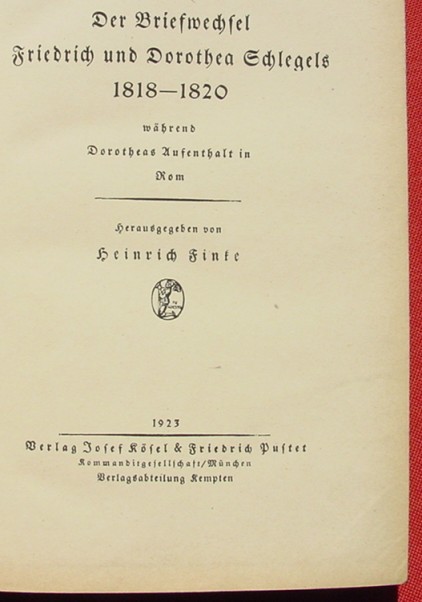 Der Briefwechsel
Friedrich und Dorothea Schlegels
1818—1820
während
Dorotheas Aufenthalt in
Rom
Herausgegeben von
Heinrich Finke
1923
Verlag Josef Kösel & Friedrich Pustet
Kommanditgesellschaft/München
Verlagsabteilung Kempten